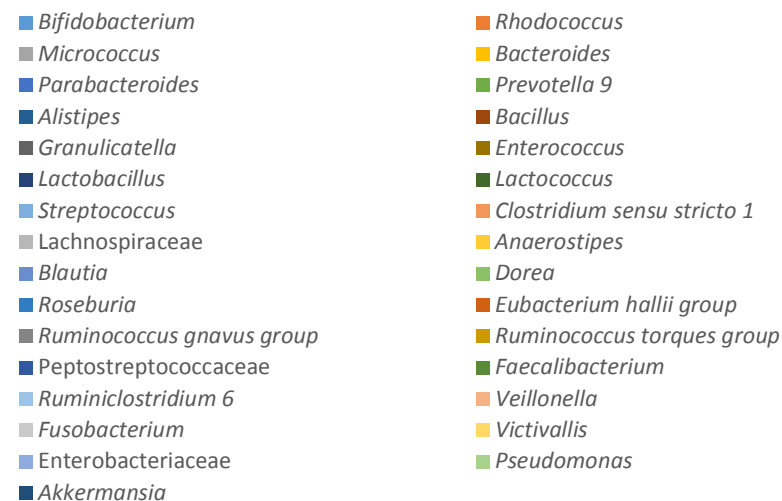 Bifidobacterium Rhodococcus
Micrococcus Bacteroides
Parabacteroides Prevotella 9
Alistipes Bacillus
Granulicatella Enterococcus
Lactobacillus Lactococcus
Streptococcus Clostridium sensu stricto 1
Lachnospiraceae Anaerostipes
Blautia Dorea
Roseburia Eubacterium hallii group
Ruminococcus gnavus group Ruminococcus torques group
Peptostreptococcaceae Faecalibacterium
Ruminiclostridium 6 Veillonella
Fusobacterium Victivallis
Enterobacteriaceae Pseudomonas
Akkermansia